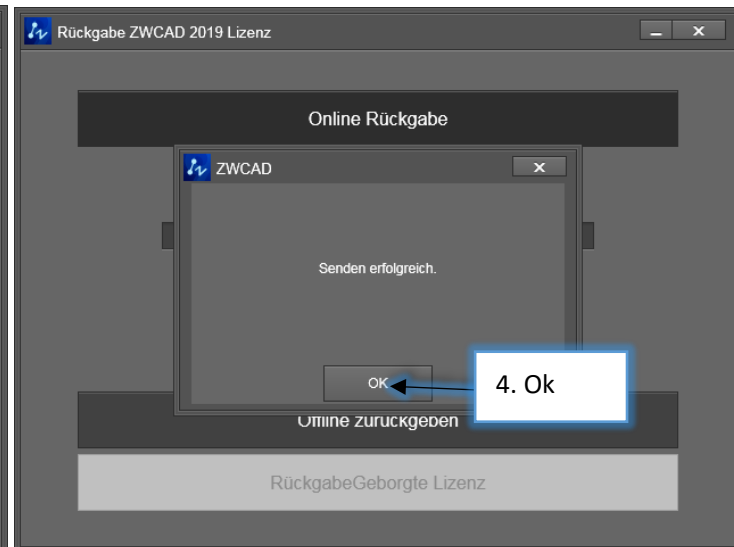 Rückgabe ZWCAD 2019 Lizenz
Online Rückgabe
ZWCAD
Senden erfolgreich.
OK
4. Ok
Offline zurückgeben
RückgabeGeborgte Lizenz